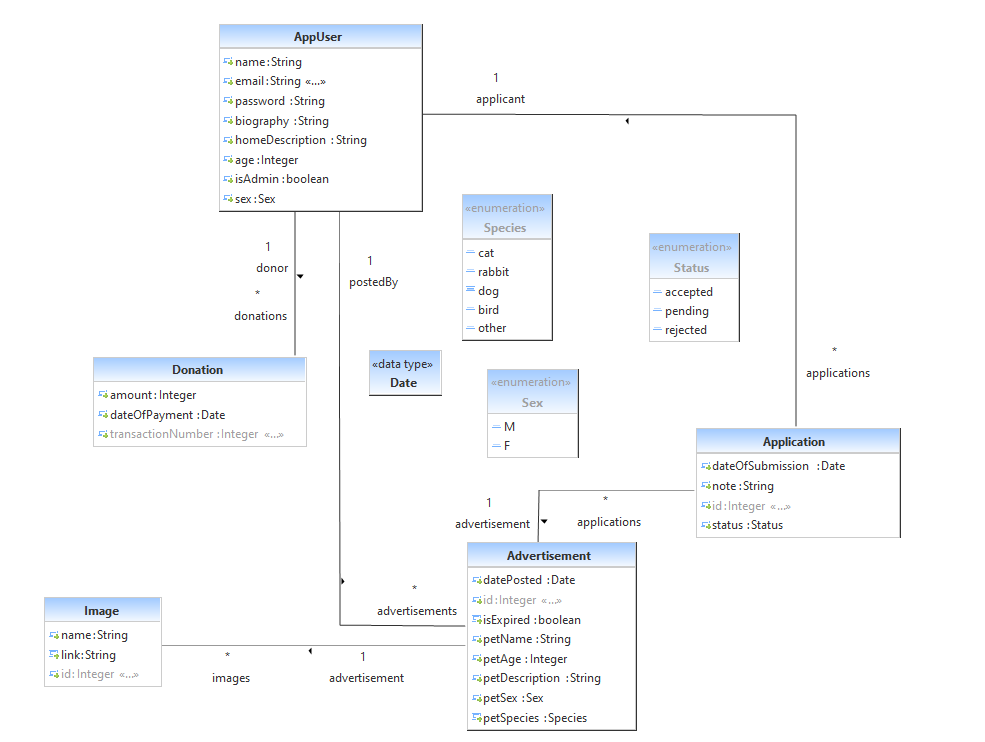 AppUser
name:String
email:String «...»
password :String
biography :String
homeDescription :String
age:Integer
isAdmin:boolean
sex:Sex
1
applicant
1
donor
*
donations
1
postedBy
«enumeration»
Species
cat
rabbit
dog
bird
other
«enumeration»
Status
accepted
pending
rejected
*
applications
Donation
amount:Integer
dateOfPayment :Date
transactionNumber :Integer «...»
«data type»
Date
«enumeration»
Sex
M
F
Application
dateOfSubmission :Date
note:String
id:Integer «...»
status :Status
1
advertisement
*
applications
Advertisement
datePosted :Date
id:Integer «...»
isExpired :boolean
petName :String
petAge :Integer
petDescription :String
petSex :Sex
petSpecies :Species
*
advertisements
Image
name:String
link:String
id:Integer «...»
*
images
1
advertisement